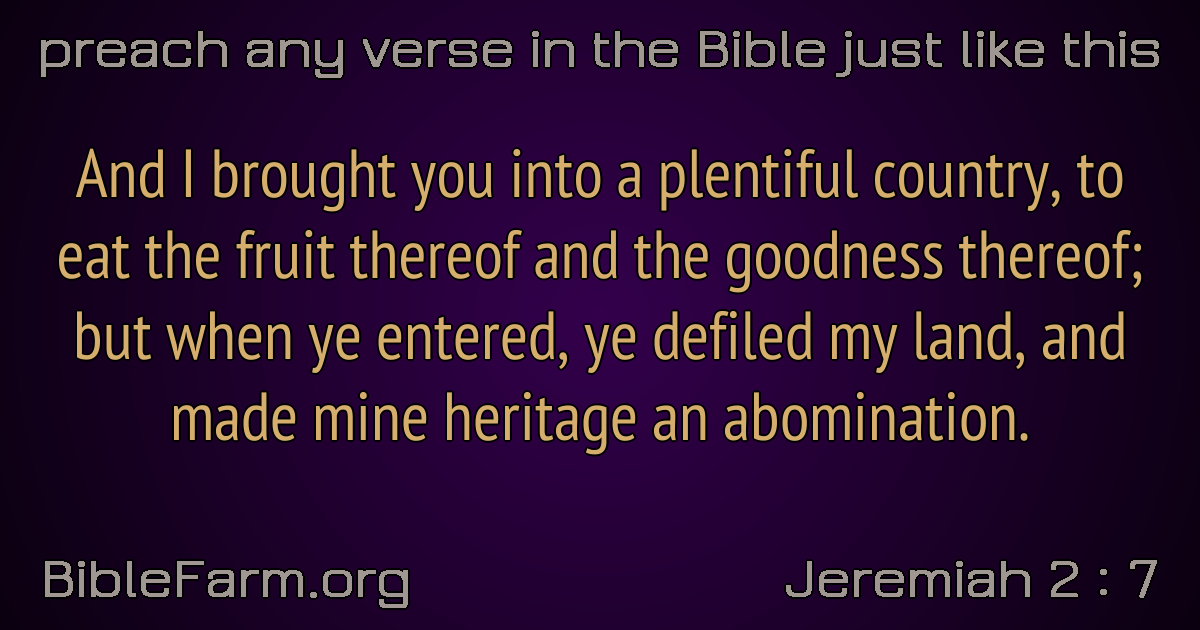 preach any verse in the Bible just like this
And I brought you into a plentiful country, to
eat the fruit thereof and the goodness thereof;
but when ye entered, ye defiled my land, and
made mine heritage an abomination.
BibleFarm.org
Jeremiah 2 : 7